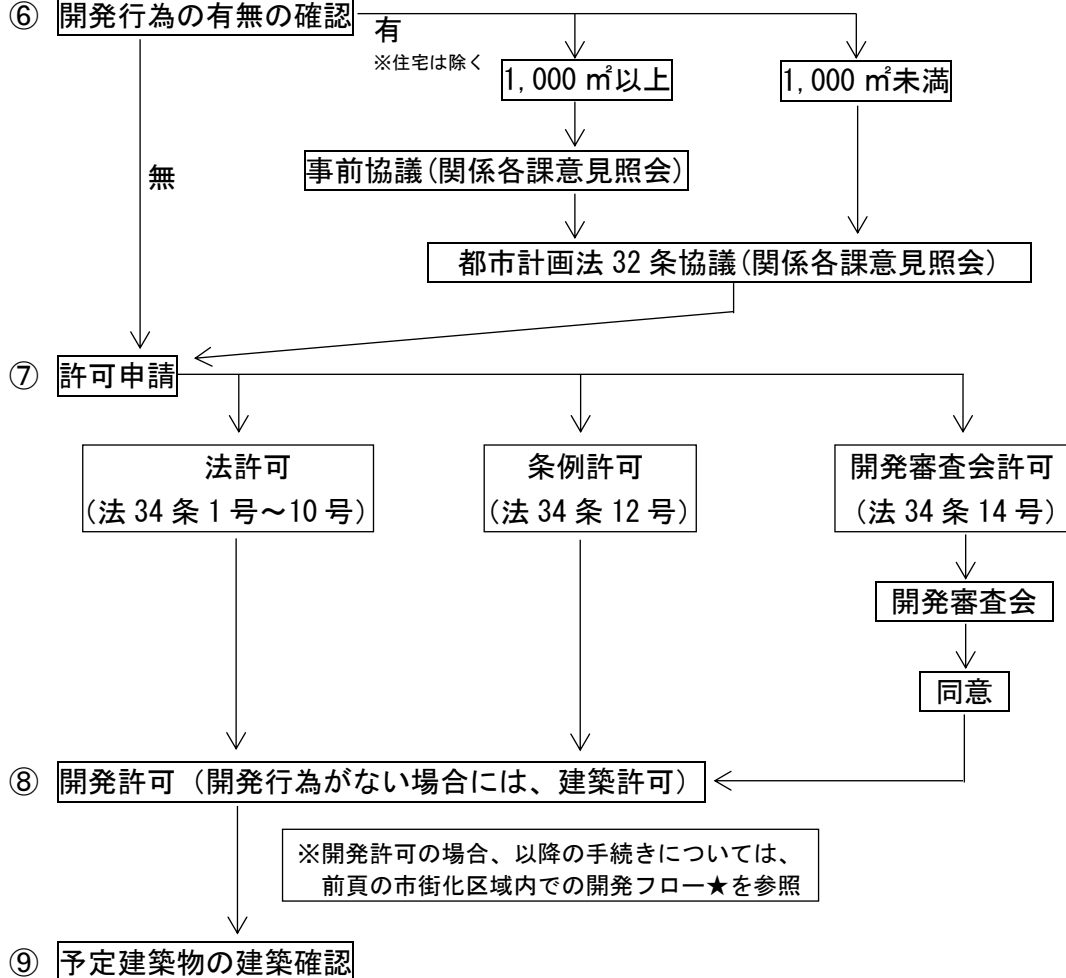 ⑥ 開発行為の有無の確認
有
※住宅は除く
1,000 ㎡以上
1,000 ㎡未満
無
事前協議(関係各課意見照会)
都市計画法 32 条協議(関係各課意見照会)
⑦ 許可申請
法許可
(法 34 条 1 号～10 号)
条例許可
(法 34 条 12 号)
開発審査会許可
(法 34 条 14 号)
開発審査会
同意
⑧ 開発許可（開発行為がない場合には、建築許可）
※開発許可の場合、以降の手続きについては、
前頁の市街化区域内での開発フロー★を参照
⑨ 予定建築物の建築確認